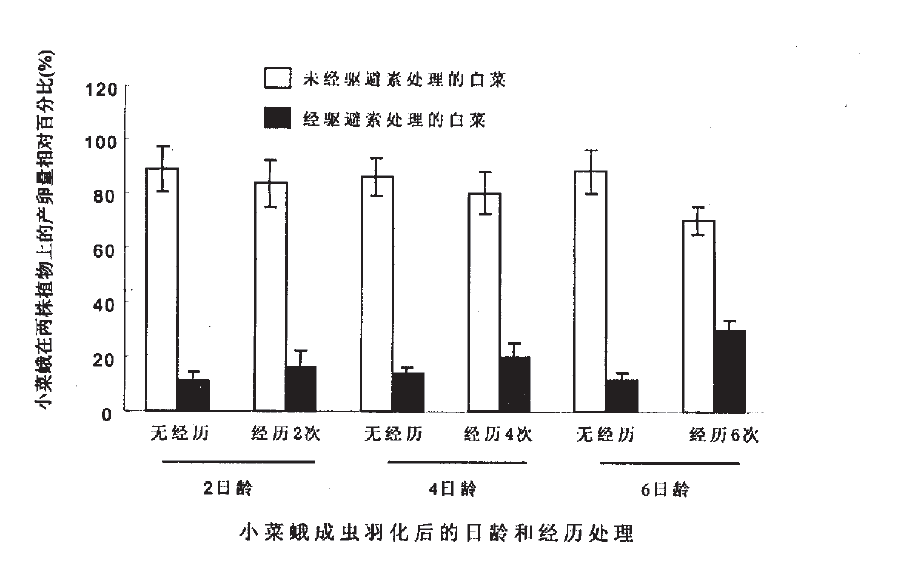 小菜蛾在两株植物上的产卵量相对百分比(%)
未经驱避素处理的白菜
经驱避素处理的白菜
120
100
80
60
40
20
0
无经历 经历2次 无经历 经历4次 无经历 经历6次
2日龄 4日龄 6日龄
小菜蛾成虫羽化后的日龄和经历处理